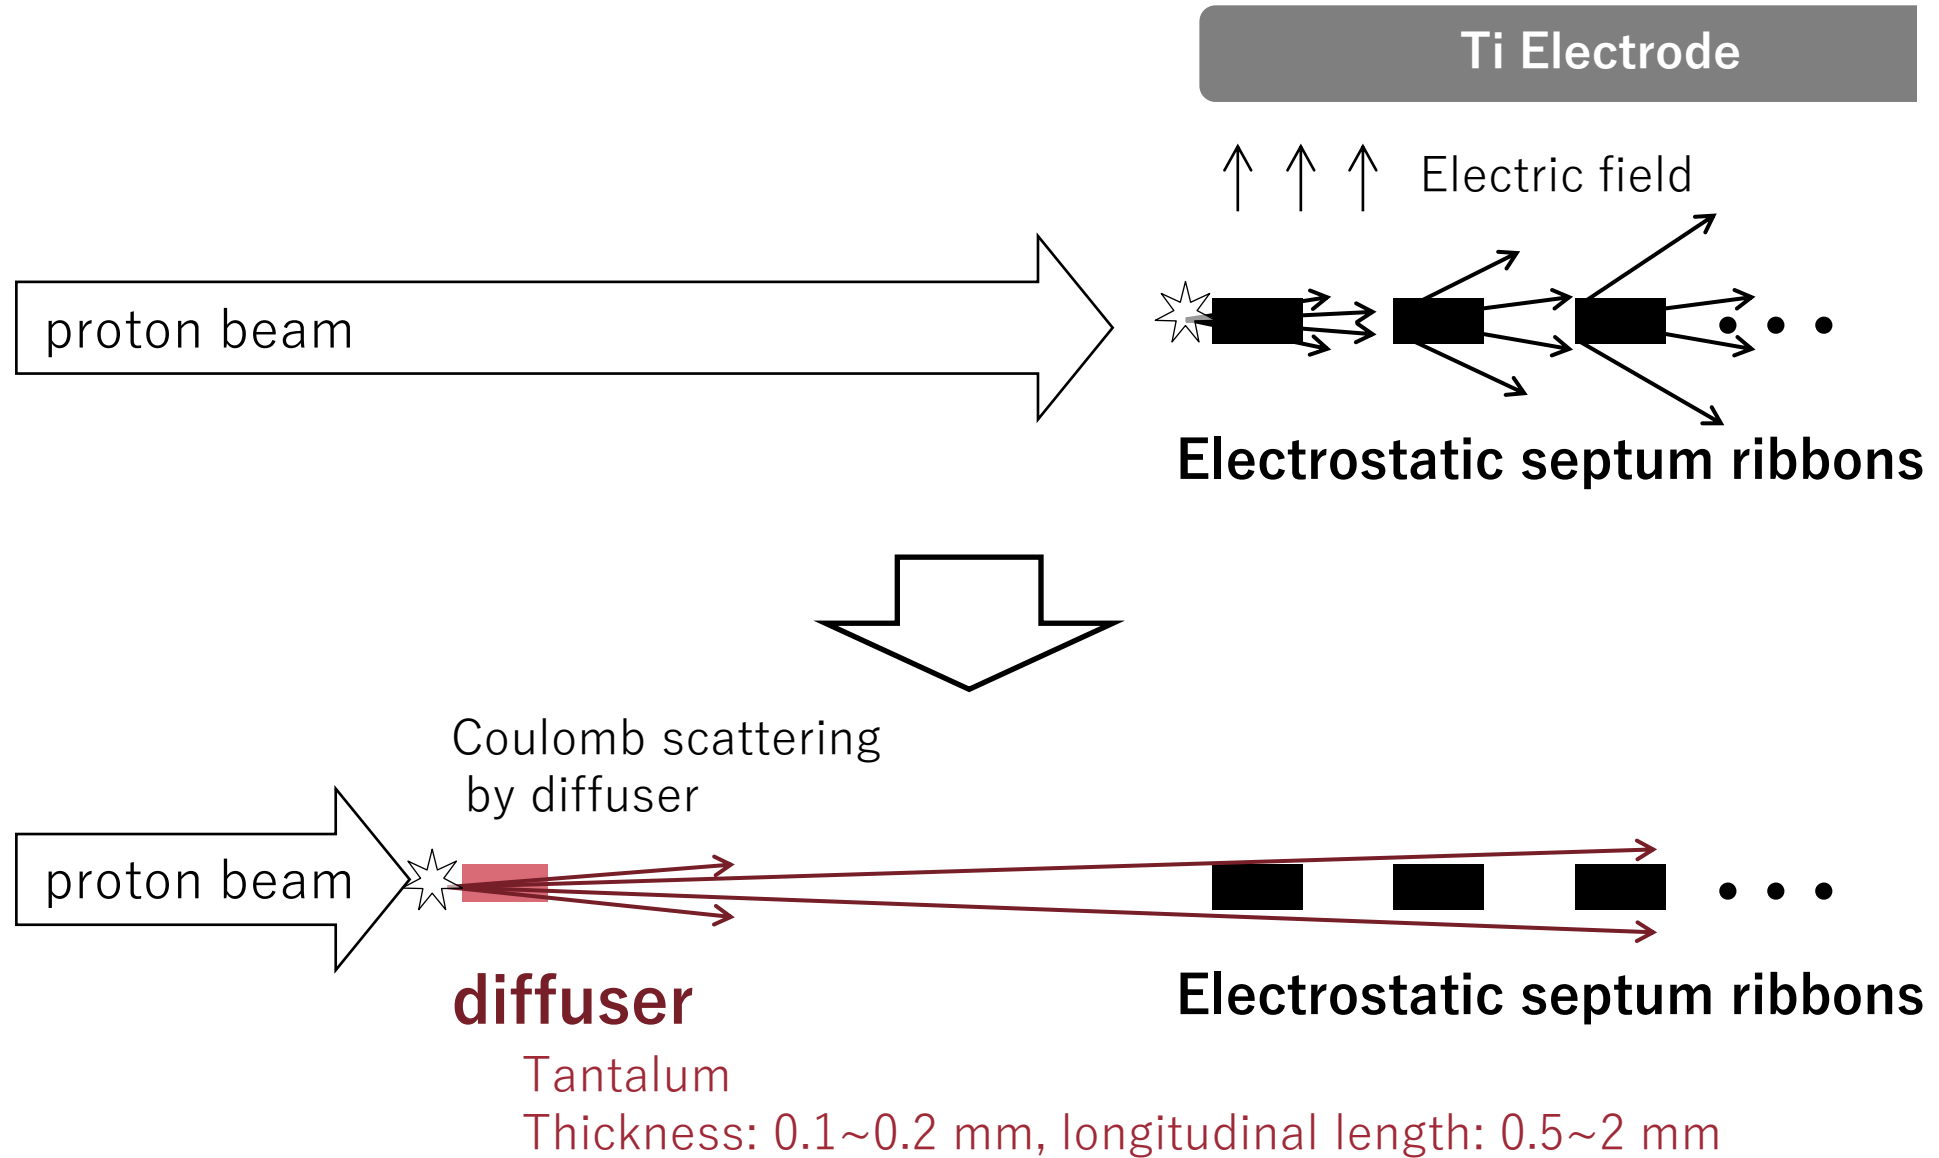 Ti Electrode
Electric field
proton beam
Electrostatic septum ribbons
Coulomb scattering
by diffuser
proton beam
diffuser
Electrostatic septum ribbons
Tantalum
Thickness: 0.1~0.2 mm, longitudinal length: 0.5~2 mm